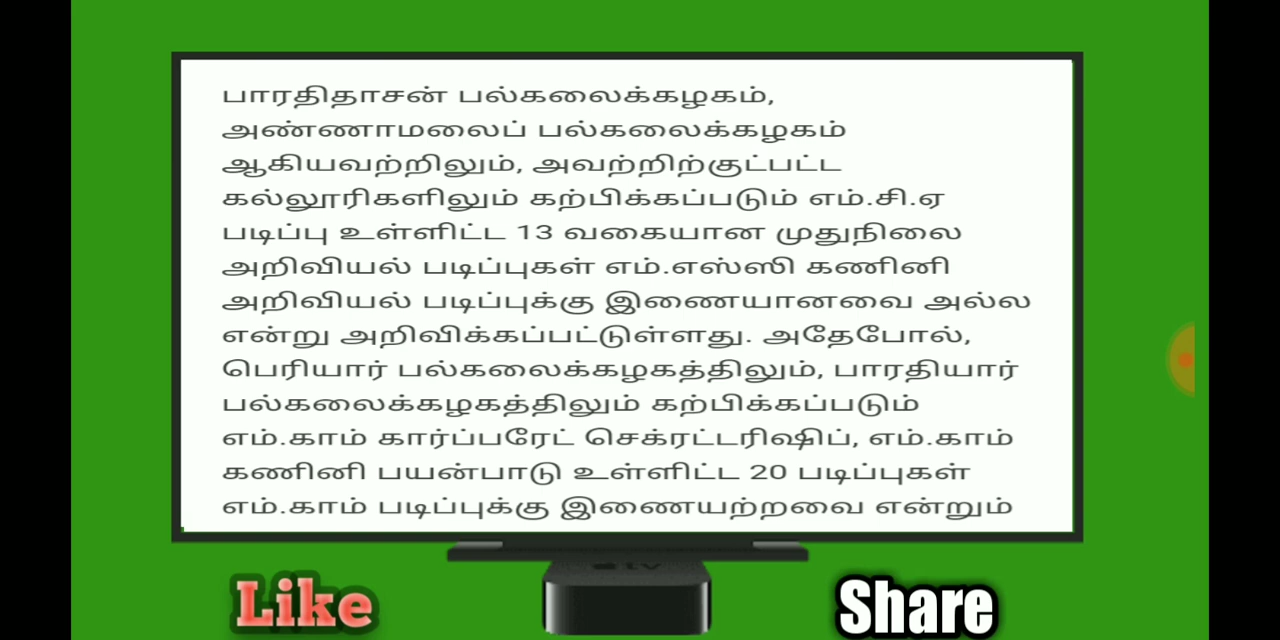 பாரதிதாசன் பல்கலைக்கழகம்,
அண்ணாமலைப் பல்கலைக்கழகம்
ஆகியவற்றிலும், அவற்றிற்குட்பட்ட
கல்லூரிகளிலும் கற்பிக்கப்படும் எம்.சி.ஏ
படிப்பு உள்ளிட்ட 13 வகையான முதுநிலை
அறிவியல் படிப்புகள் எம்.எஸ்ஸி கணினி
அறிவியல் படிப்புக்கு இணையானவை அல்ல
என்று அறிவிக்கப்பட்டுள்ளது. அதேபோல்,
பெரியார் பல்கலைக்கழகத்திலும், பாரதியார்
பல்கலைக்கழகத்திலும் கற்பிக்கப்படும்
எம்.காம் கார்ப்பரேட் செக்ரட்டரிஷிப், எம்.காம்
கணினி பயன்பாடு உள்ளிட்ட 20 படிப்புகள்
எம்.காம் படிப்புக்கு இணையற்றவை என்றும்
tv
Like
Share